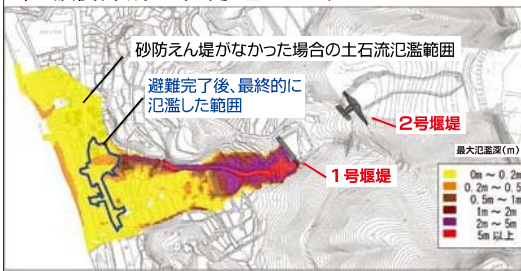 砂防えん堤がなかった場合の土石流氾濫範囲
避難完了後、最終的に
氾濫した範囲
2号堰堤
1号堰堤
最大氾濫深(m)
0m ～ 0.2m
0.2m ～ 0.5
0.5m ～ 1m
1m ～ 2m
2m ～ 5m
5m 以上